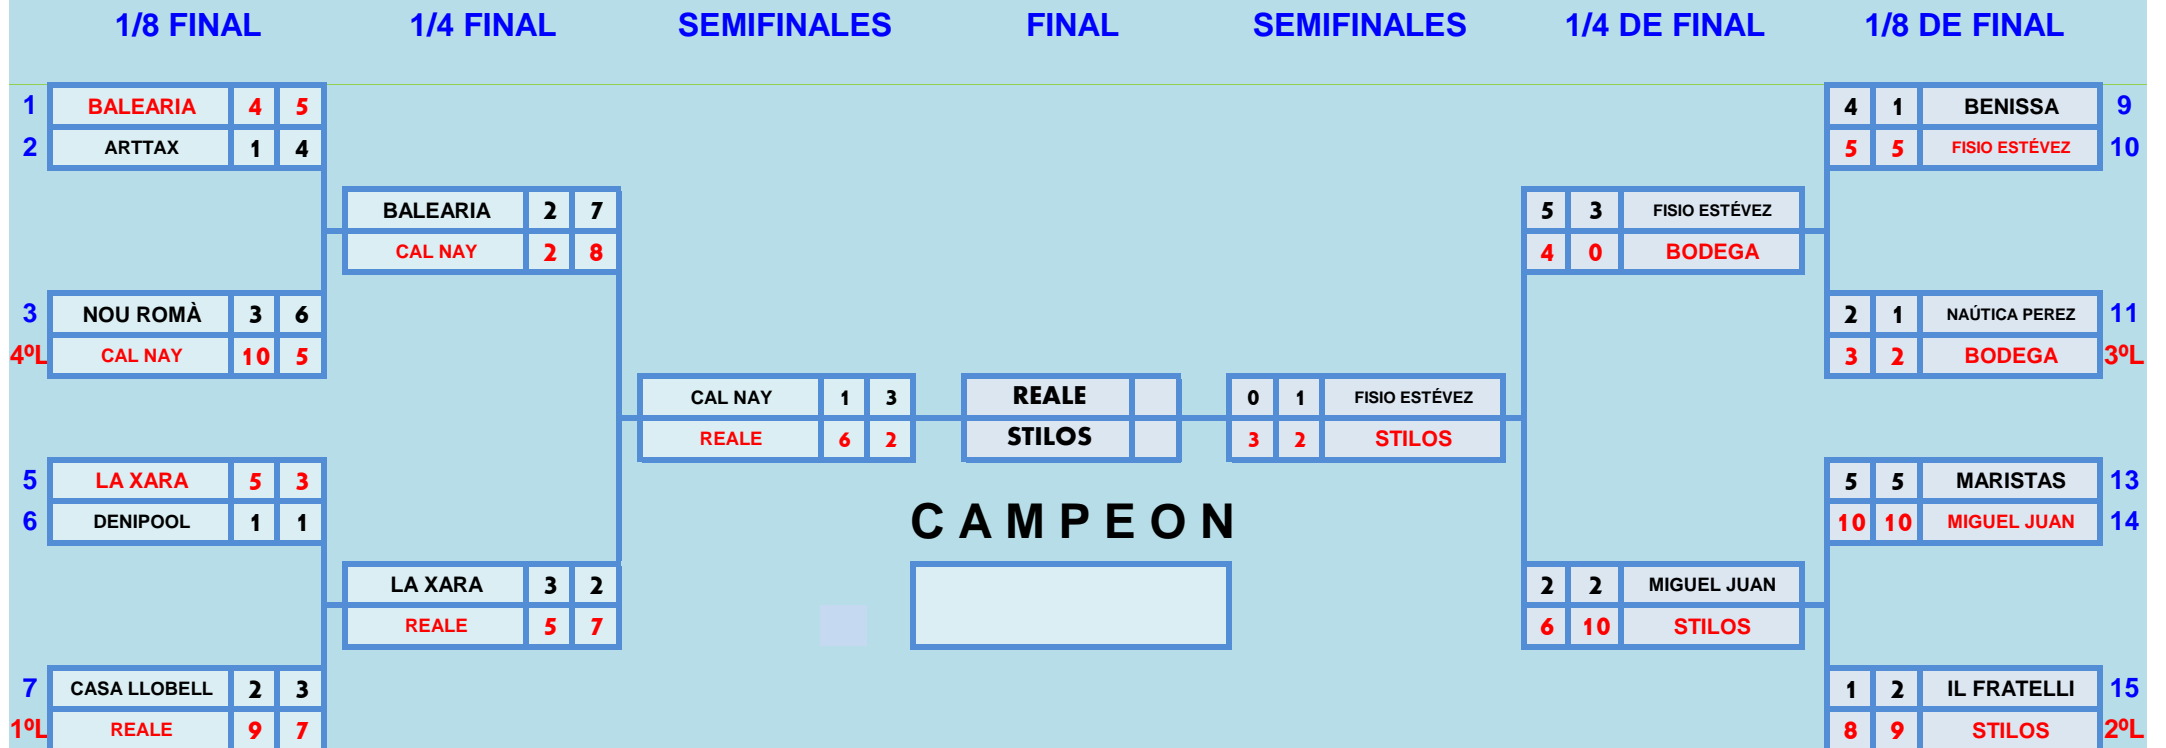 1/8 FINAL 1/4 FINAL SEMIFINALES FINAL SEMIFINALES 1/4 DE FINAL 1/8 DE FINAL
1 BALEARIA 4 5 4 1 BENISSA 9
2 ARTTAX 1 4 5 5 FISIO ESTÉVEZ 10
BALEARIA 2 7 5 3 FISIO ESTÉVEZ
CAL NAY 2 8 4 0 BODEGA
3 NOU ROMÀ 3 6 2 1 NAÚTICA PEREZ 11
4ºL CAL NAY 10 5 3 2 BODEGA 3ºL
CAL NAY 1 3 REALE 0 1 FISIO ESTÉVEZ
REALE 6 2 STILOS 3 2 STILOS
5 LA XARA 5 3 5 5 MARISTAS 13
6 DENIPOOL 1 1 CAMPEON 10 10 MIGUEL JUAN 14
LA XARA 3 2 2 2 MIGUEL JUAN
REALE 5 7 6 10 STILOS
7 CASA LLOBELL 2 3 1 2 IL FRATELLI 15
1ºL REALE 9 7 8 9 STILOS 2ºL